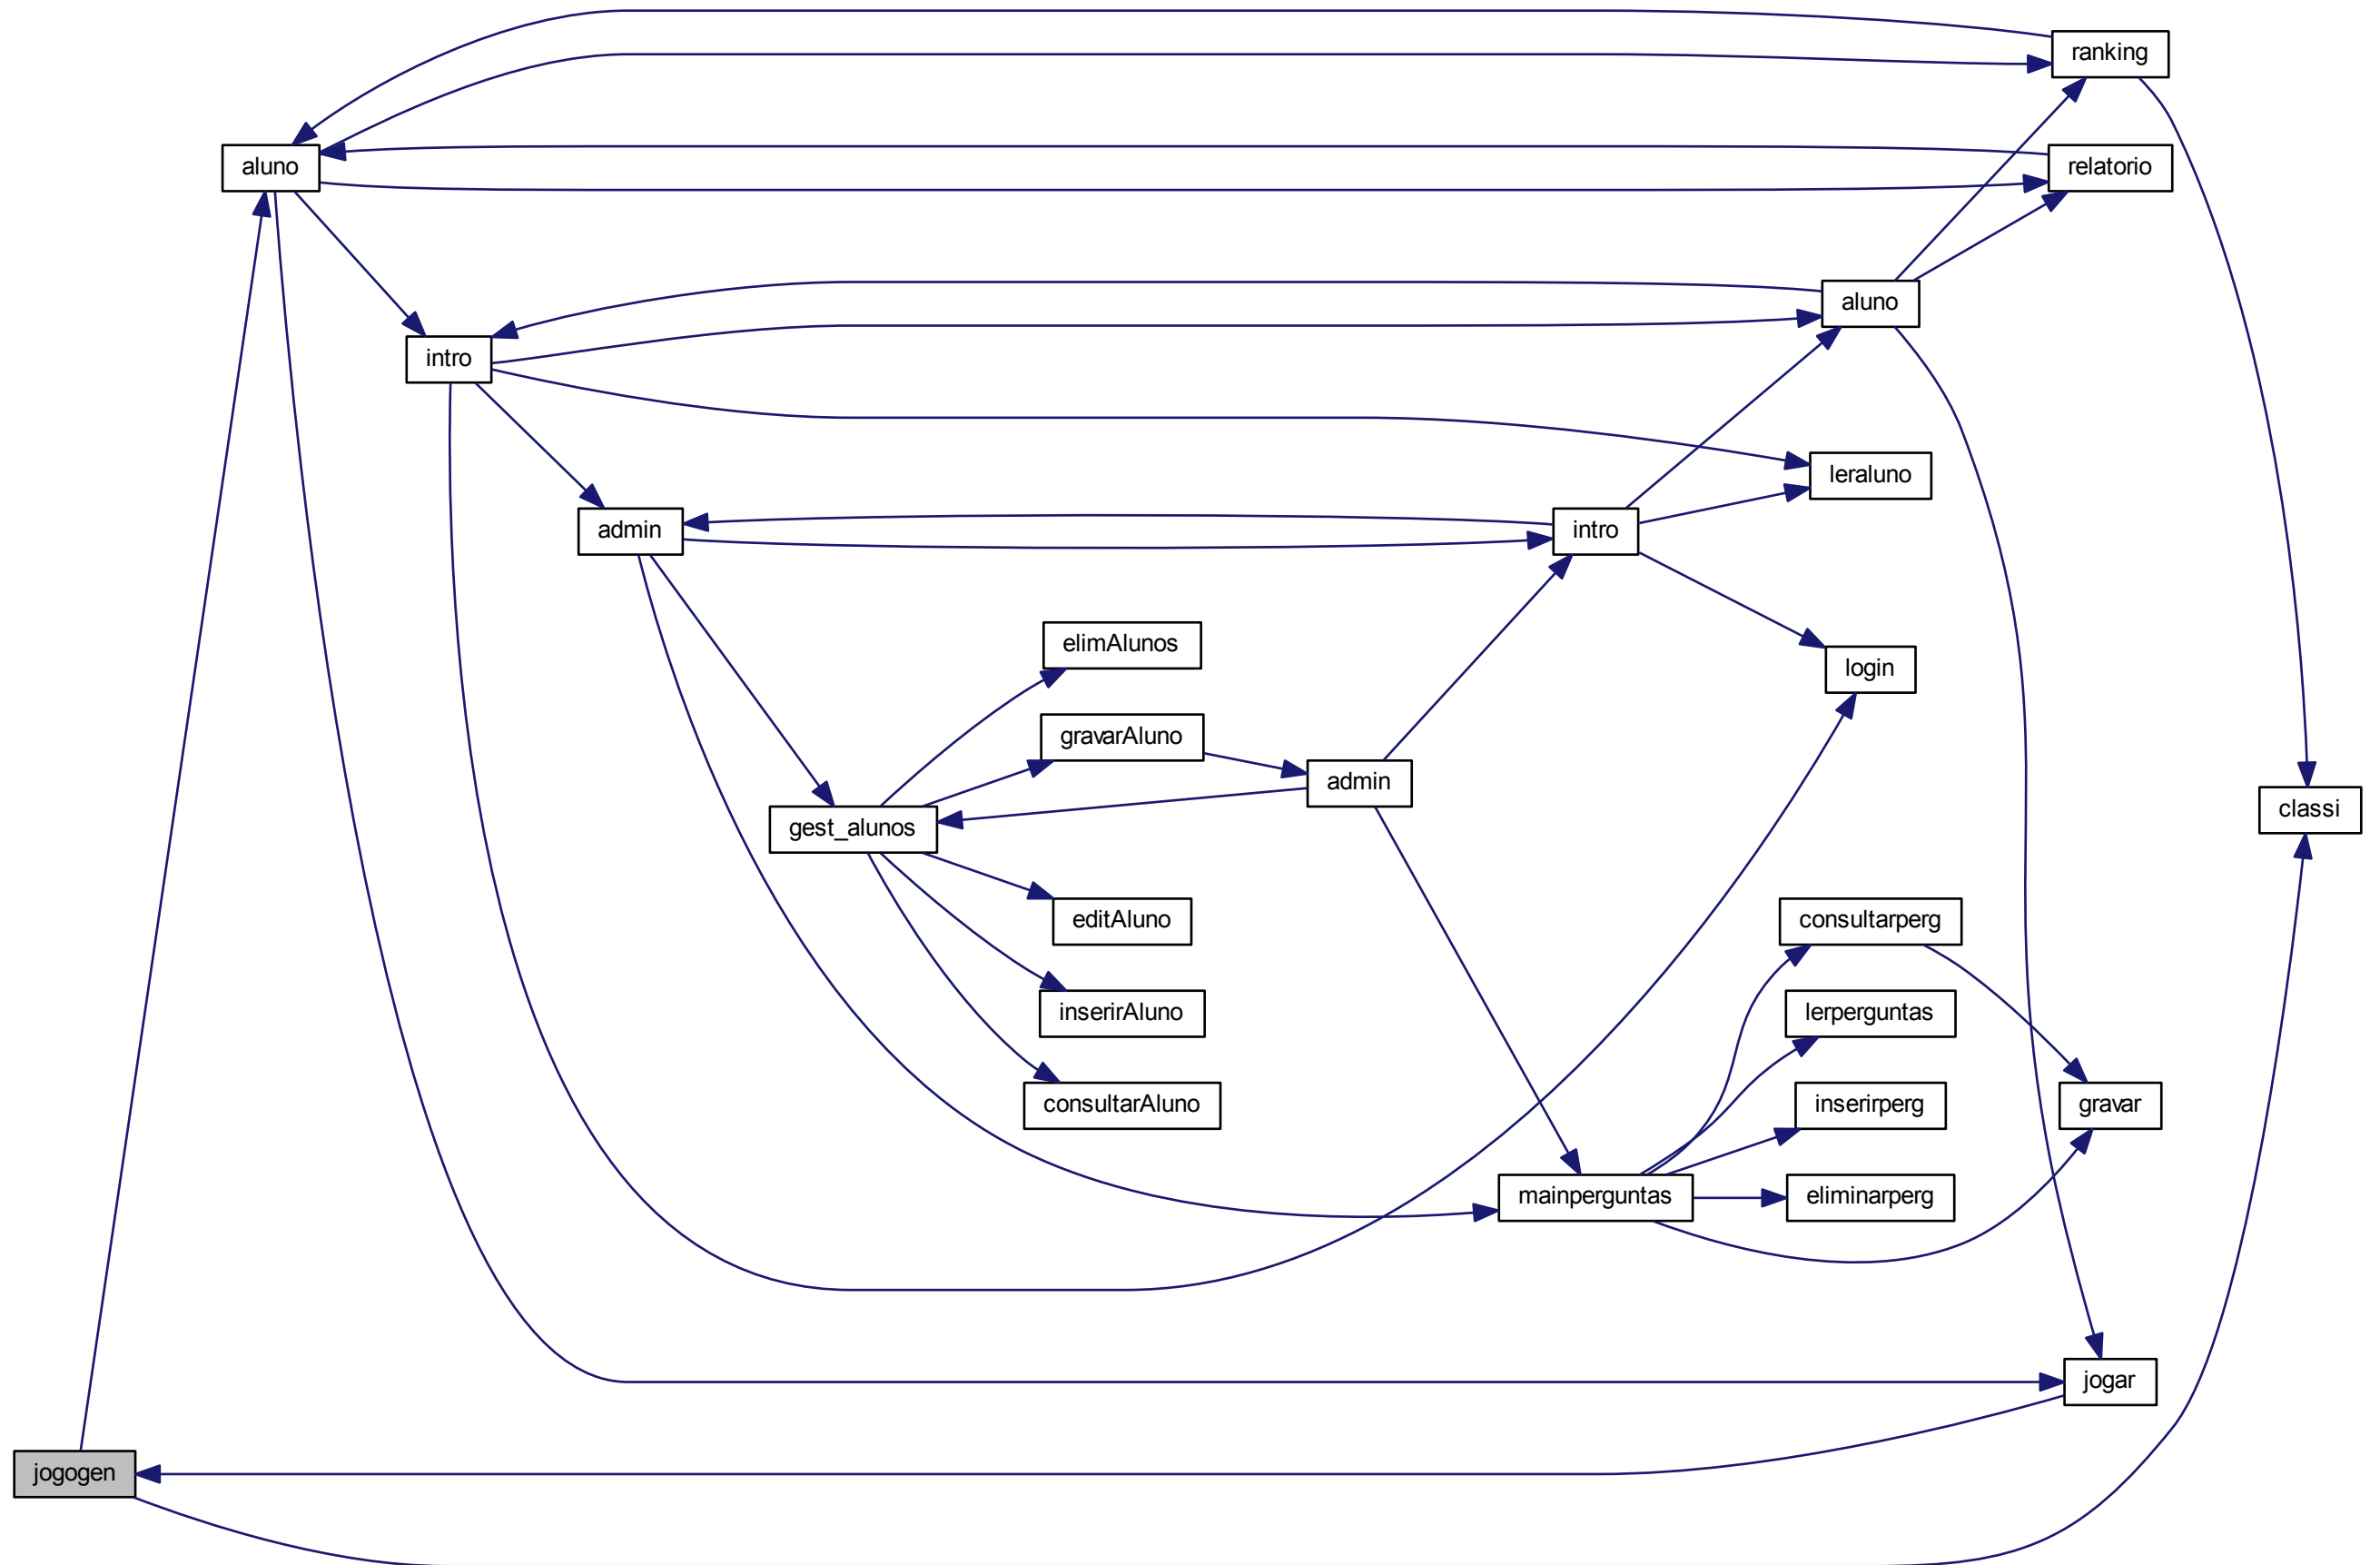 ranking
aluno
relatorio
aluno
intro
leraluno
admin
intro
elimAlunos
login
gravarAluno
admin
classi
gest_alunos
editAluno
consultarperg
inserirAluno
lerperguntas
consultarAluno
inserirperg
gravar
mainperguntas
eliminarperg
jogar
jogogen